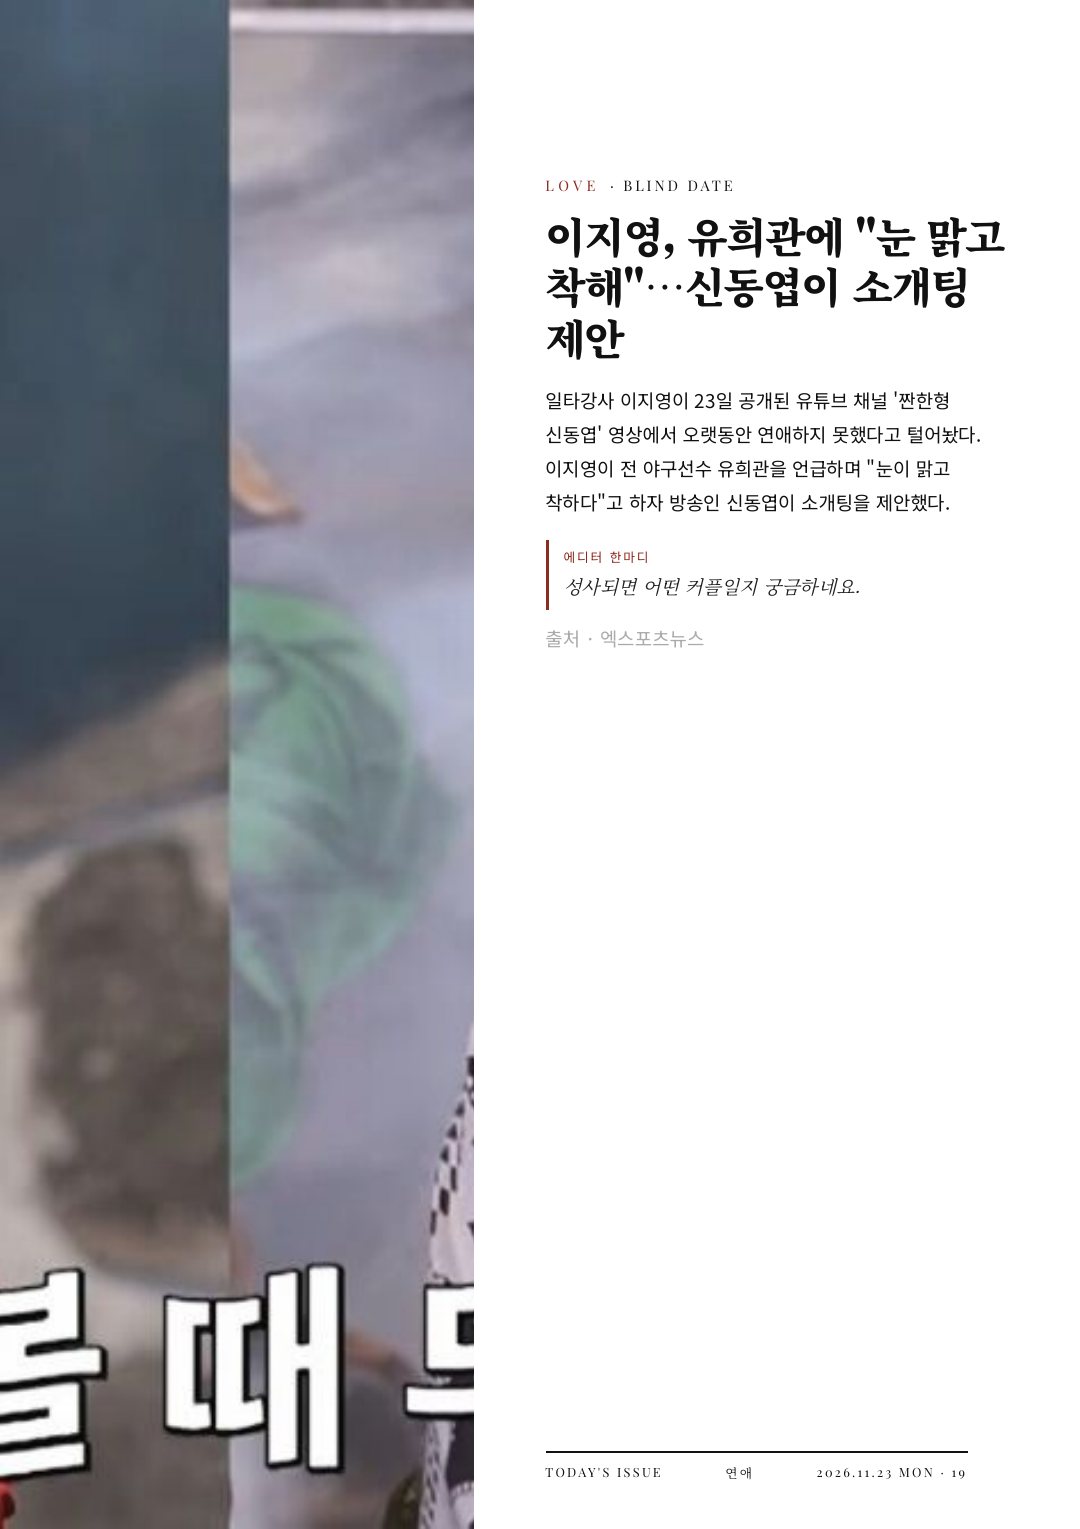 LOVE · BLIND DATE
이지영, 유희관에 "눈 맑고
착해"…신동엽이 소개팅
제안
일타강사 이지영이 23일 공개된 유튜브 채널 '짠한형
신동엽' 영상에서 오랫동안 연애하지 못했다고 털어놨다.
이지영이 전 야구선수 유희관을 언급하며 "눈이 맑고
착하다"고 하자 방송인 신동엽이 소개팅을 제안했다.
에디터 한마디
성사되면 어떤 커플일지 궁금하네요.
출처 · 엑스포츠뉴스
볼 때
TODAY'S ISSUE 연애 2026.11.23 MON · 19